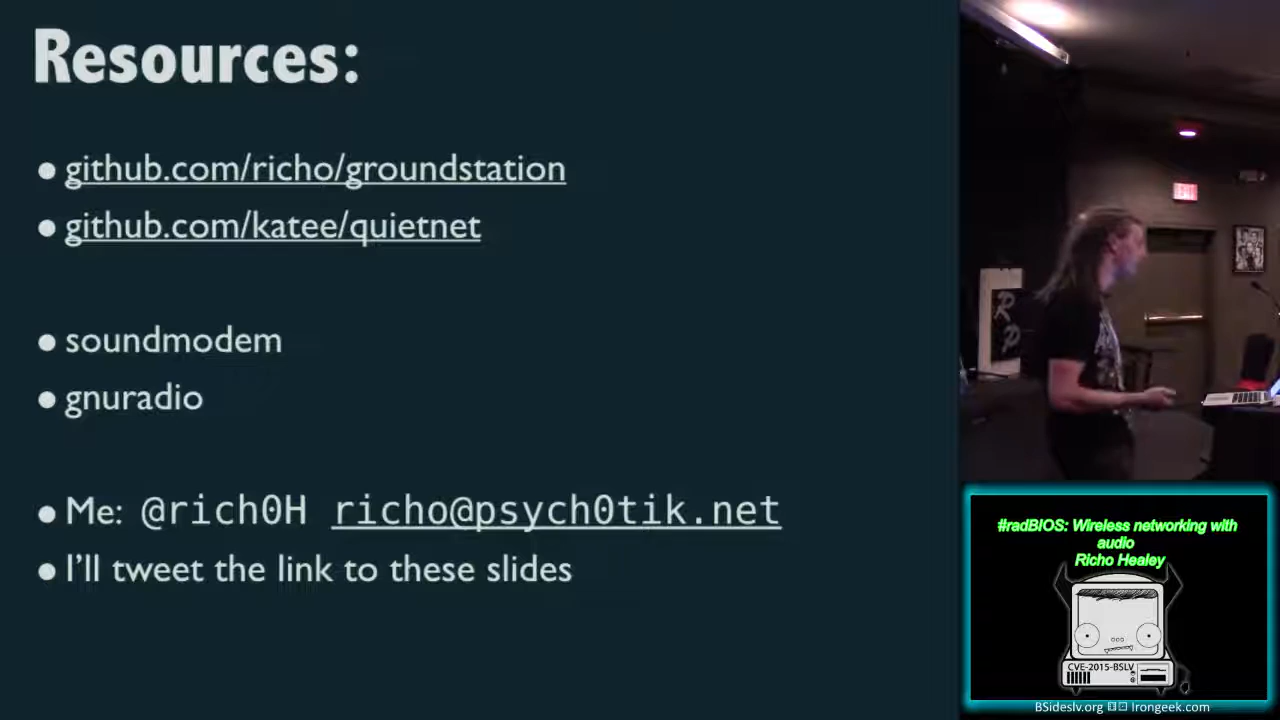 Resources:
github.com/richo/groundstation
github.com/katee/quietnet
soundmodem
gnuradio
Me: @rich0H richo@psych0tik.net
I'll tweet the link to these slides
R
P
#radBIOS: Wireless networking with
audio
Richo Healey
CVE-2015-BSLV
BSideslv.org Irongeek.com